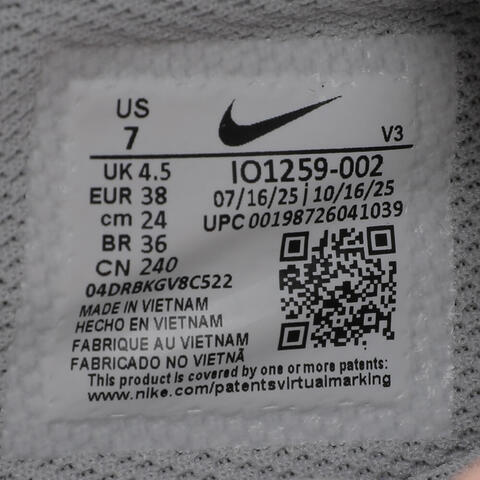 US
7
V3
UK 4.5
EUR 38
cm 24
BR 36
CN 240
IO1259-002
07/16/25 | 10/16/25
UPC 00198726041039
04DRBKGV8C522
MADE IN VIETNAM
HECHO EN VIETNAM
FABRIQUE AU VIETNAM
FABRICADO NO VIETNÃ
This product is covered by one or more patents:
www.nike.com/patentsvirtualmarking